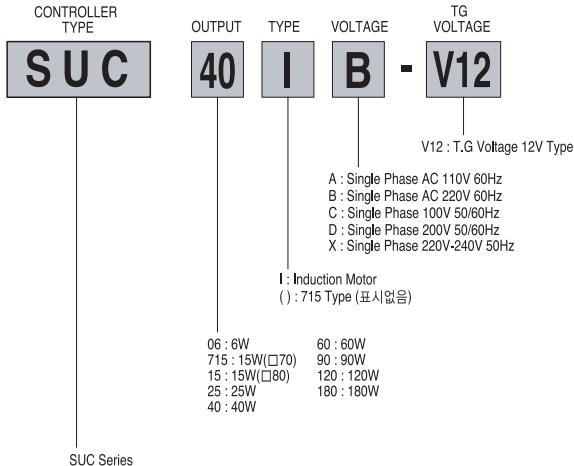 CONTROLLER TYPE OUTPUT TYPE VOLTAGE TG VOLTAGE
SUC 40 I B - V12
V12 : T.G Voltage 12V Type
A : Single Phase AC 110V 60Hz
B : Single Phase AC 220V 60Hz
C : Single Phase 100V 50/60Hz
D : Single Phase 200V 50/60Hz
X : Single Phase 220V-240V 50Hz
I : Induction Motor
( ) : 715 Type (표시없음)
06 : 6W 60 : 60W
715 : 15W(□70) 90 : 90W
15 : 15W(□80) 120 : 120W
25 : 25W 180 : 180W
40 : 40W
SUC Series